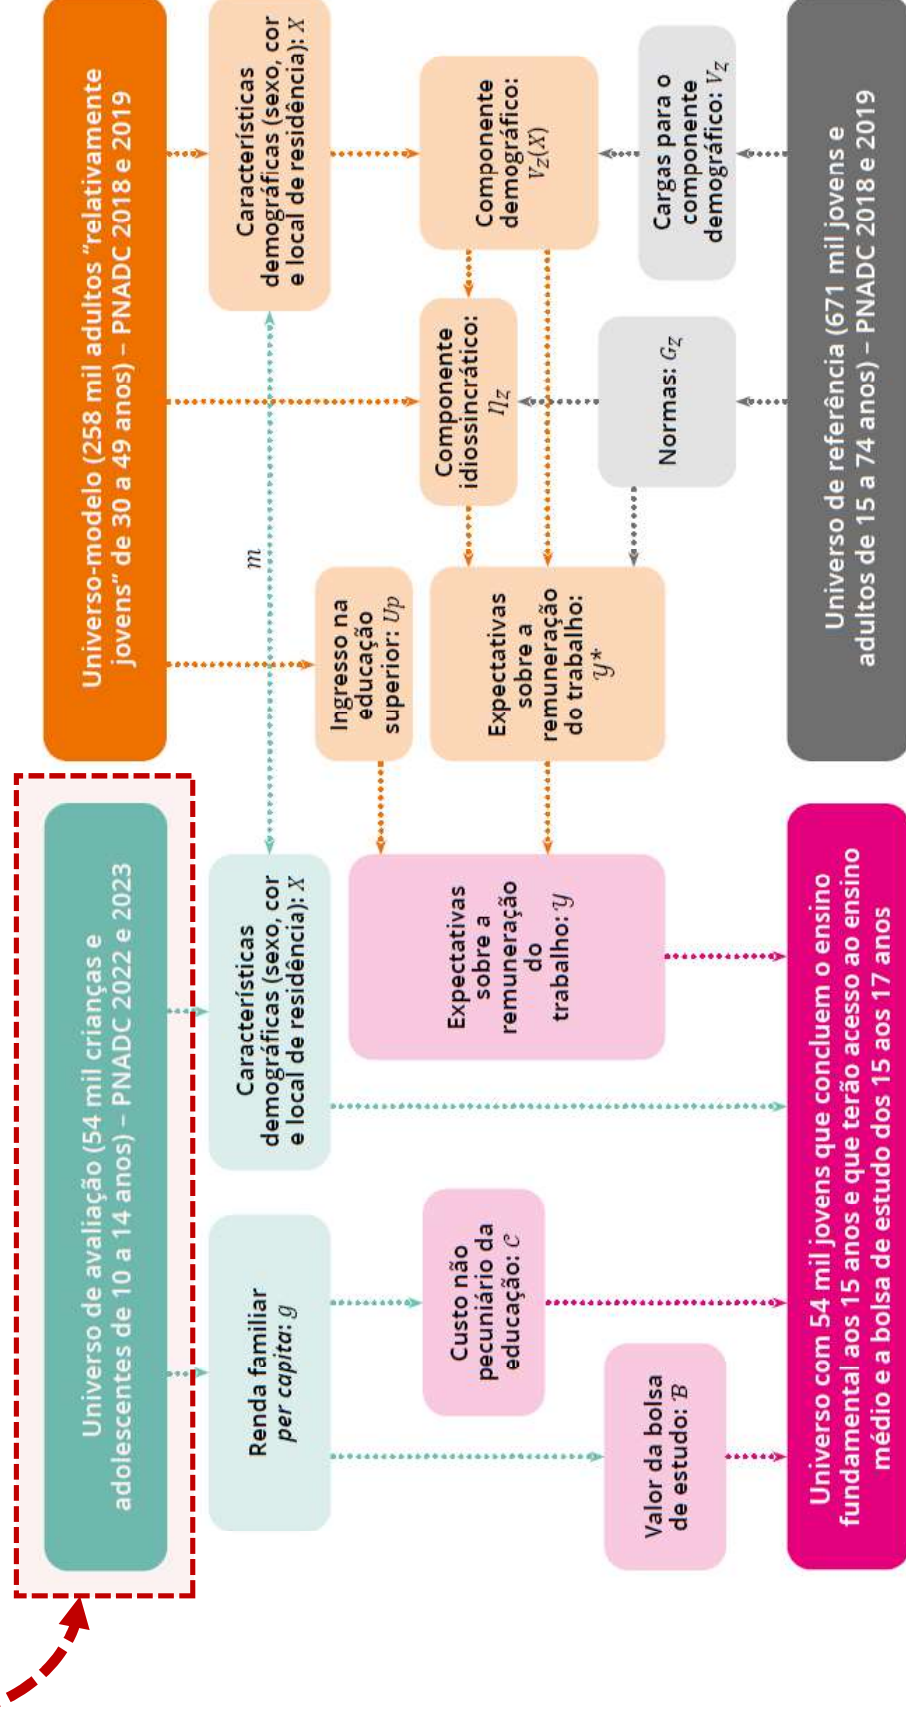 Universo de avaliação (54 mil crianças e
adolescentes de 10 a 14 anos) – PNADC 2022 e 2023
Universo-modelo (258 mil adultos “relativamente
jovens” de 30 a 49 anos) – PNADC 2018 e 2019
Renda familiar
per capita: g
Características
demográficas (sexo, cor
e local de residência): X
m
Características
demográficas (sexo, cor
e local de residência): X
Ingresso na
educação
superior: Up
Custo não
pecuniário da
educação: C
Expectativas
sobre a
remuneração
do
trabalho: Y
Expectativas
sobre a
remuneração
do trabalho:
Y*
Componente
idiossincrático:
η_Z
Componente
demográfico:
V_Z(X)
Valor da bolsa
de estudo: B
Normas: G_Z
Cargas para o
componente
demográfico: V_Z
Universo com 54 mil jovens que concluem o ensino
fundamental aos 15 anos e que terão acesso ao ensino
médio e a bolsa de estudo dos 15 aos 17 anos
Universo de referência (671 mil jovens e
adultos de 15 a 74 anos) – PNADC 2018 e 2019